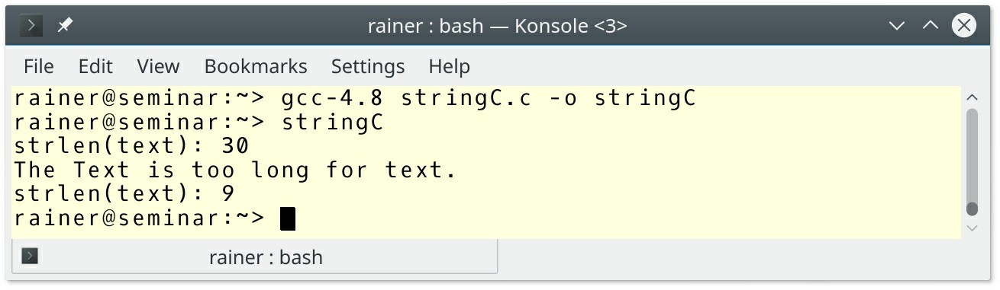 rainer : bash — Konsole <3>
File Edit View Bookmarks Settings Help
rainer@seminar:~> gcc-4.8 stringC.c -o stringC
rainer@seminar:~> stringC
strlen(text): 30
The Text is too long for text.
strlen(text): 9
rainer@seminar:~>
rainer : bash